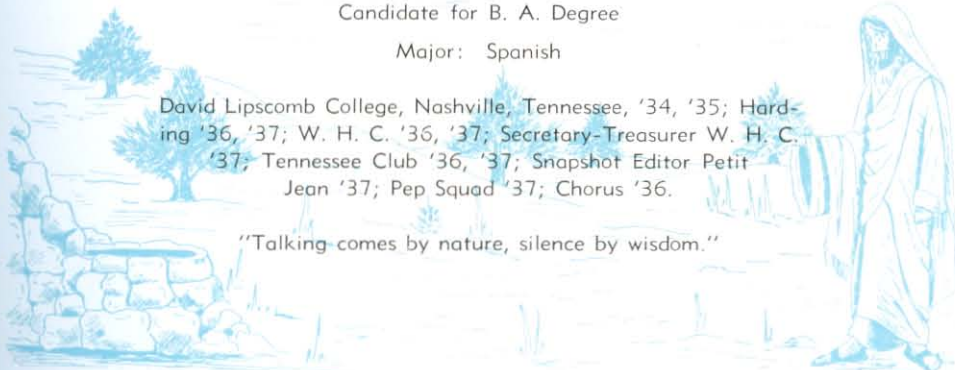 Candidate for B. A. Degree
Major: Spanish
David Lipscomb College, Nashville, Tennessee, '34, '35; Hard-
ing '36, '37; W. H. C. '36, '37; Secretary-Treasurer W. H. C.
'37; Tennessee Club '36, '37; Snapshot Editor Petit
Jean '37; Pep Squad '37; Chorus '36.
"Talking comes by nature, silence by wisdom."